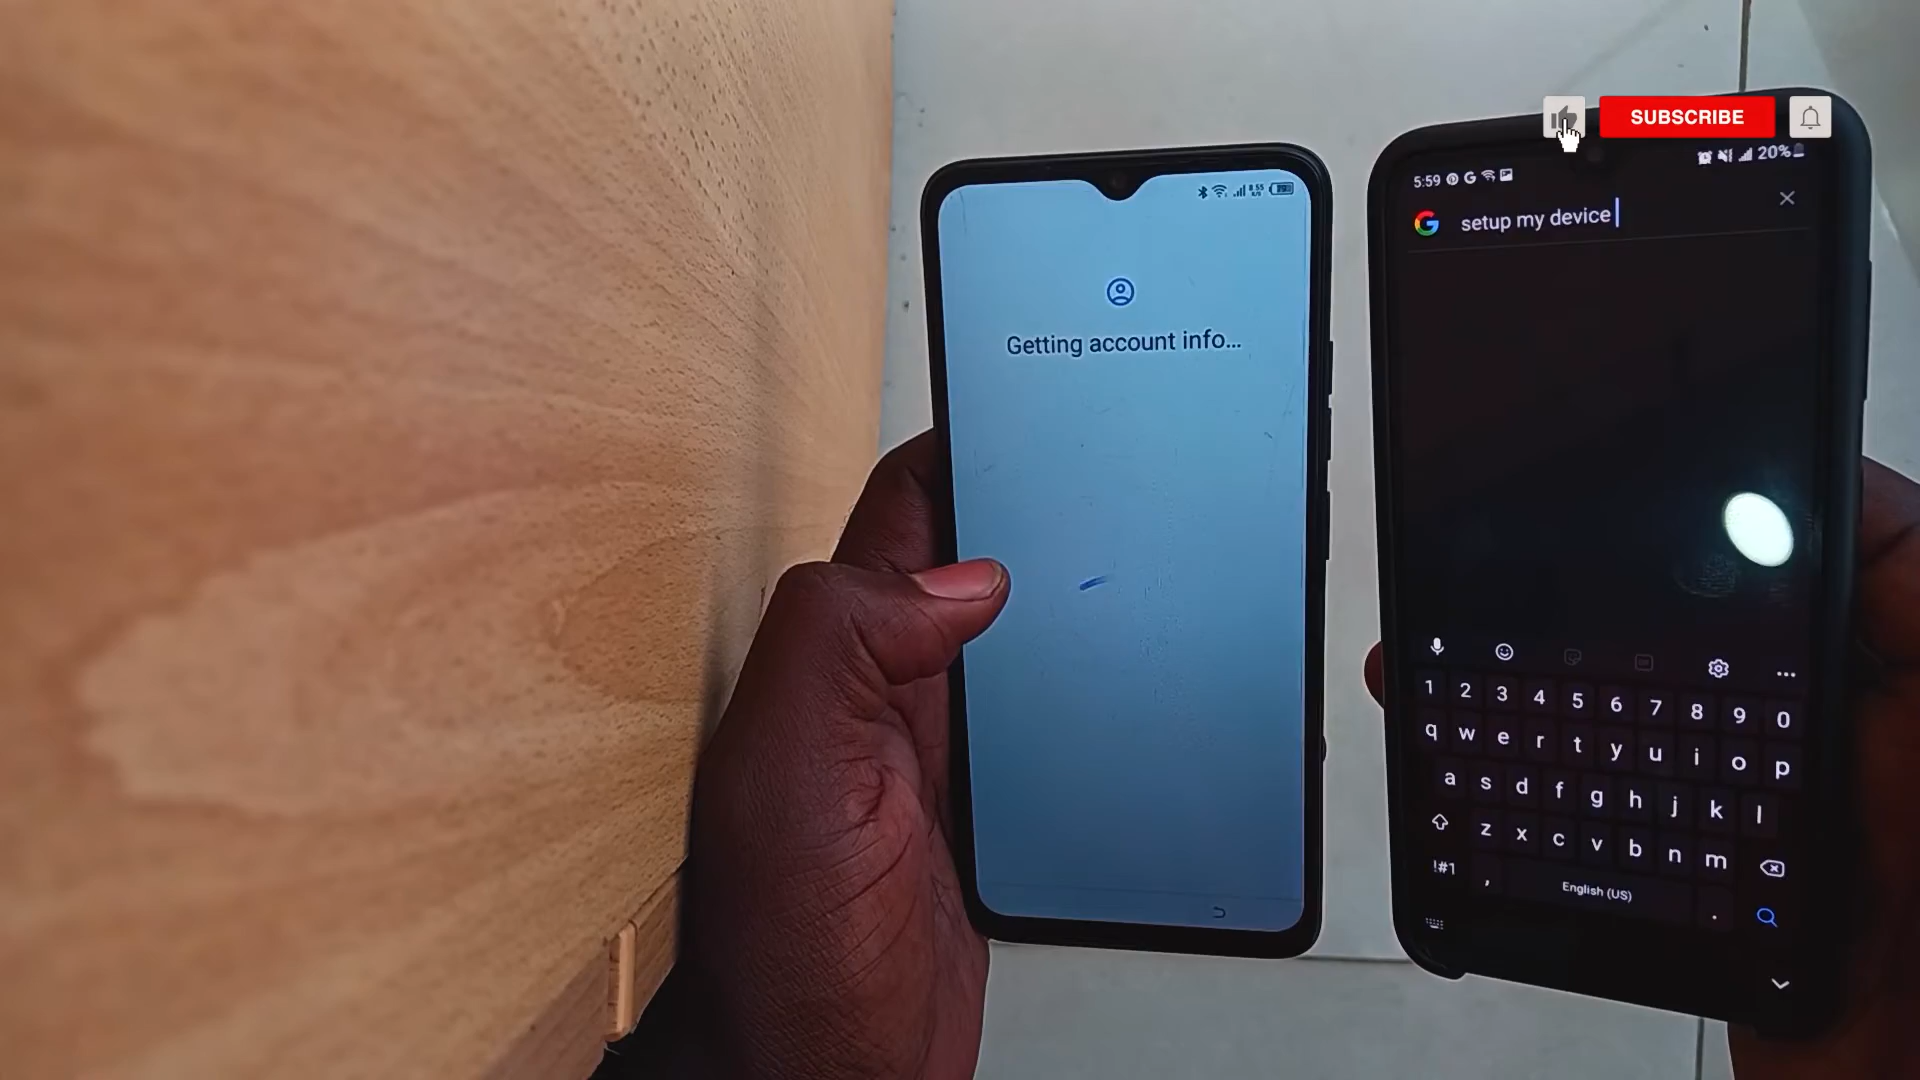 SUBSCRIBE
Getting account info...
5:59
20%
setup my device
1 2 3 4 5 6 7 8 9 0
q w e r t y u i o p
a s d f g h j k l
z x c v b n m
!#1 , English (US) .